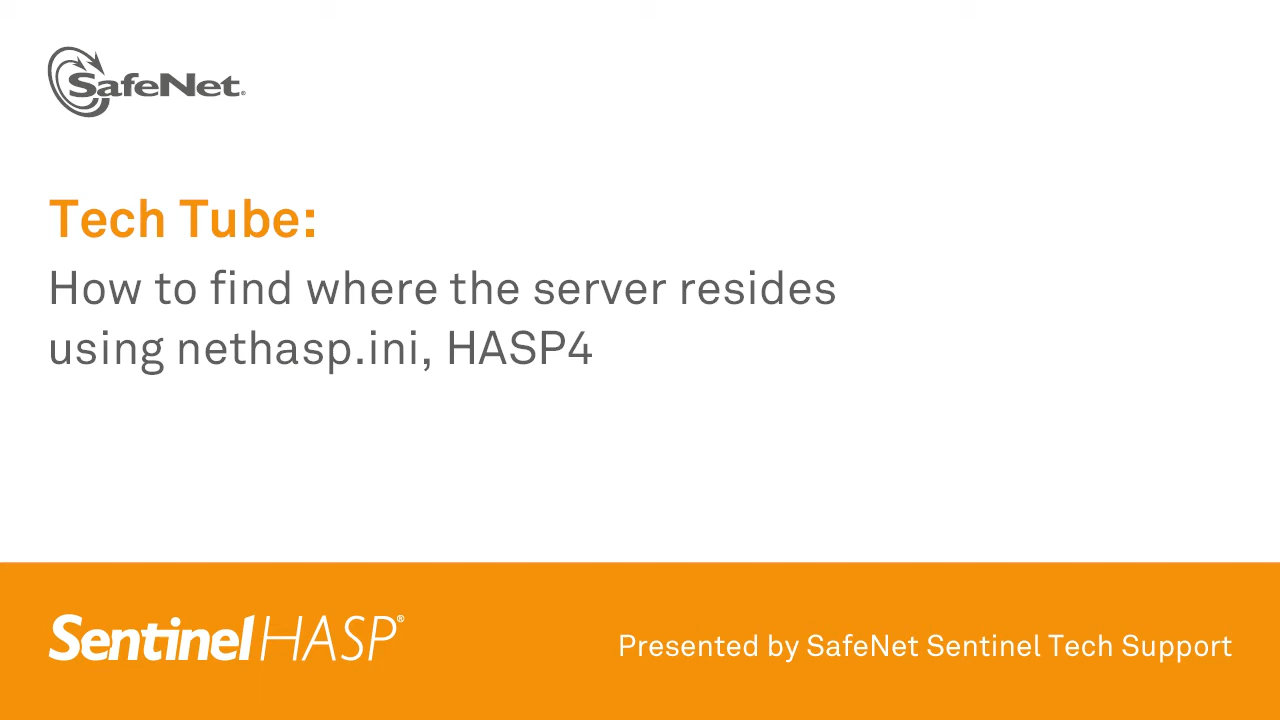 SafeNet®
Tech Tube:
How to find where the server resides
using nethasp.ini, HASP4
Sentinel HASP®
Presented by SafeNet Sentinel Tech Support